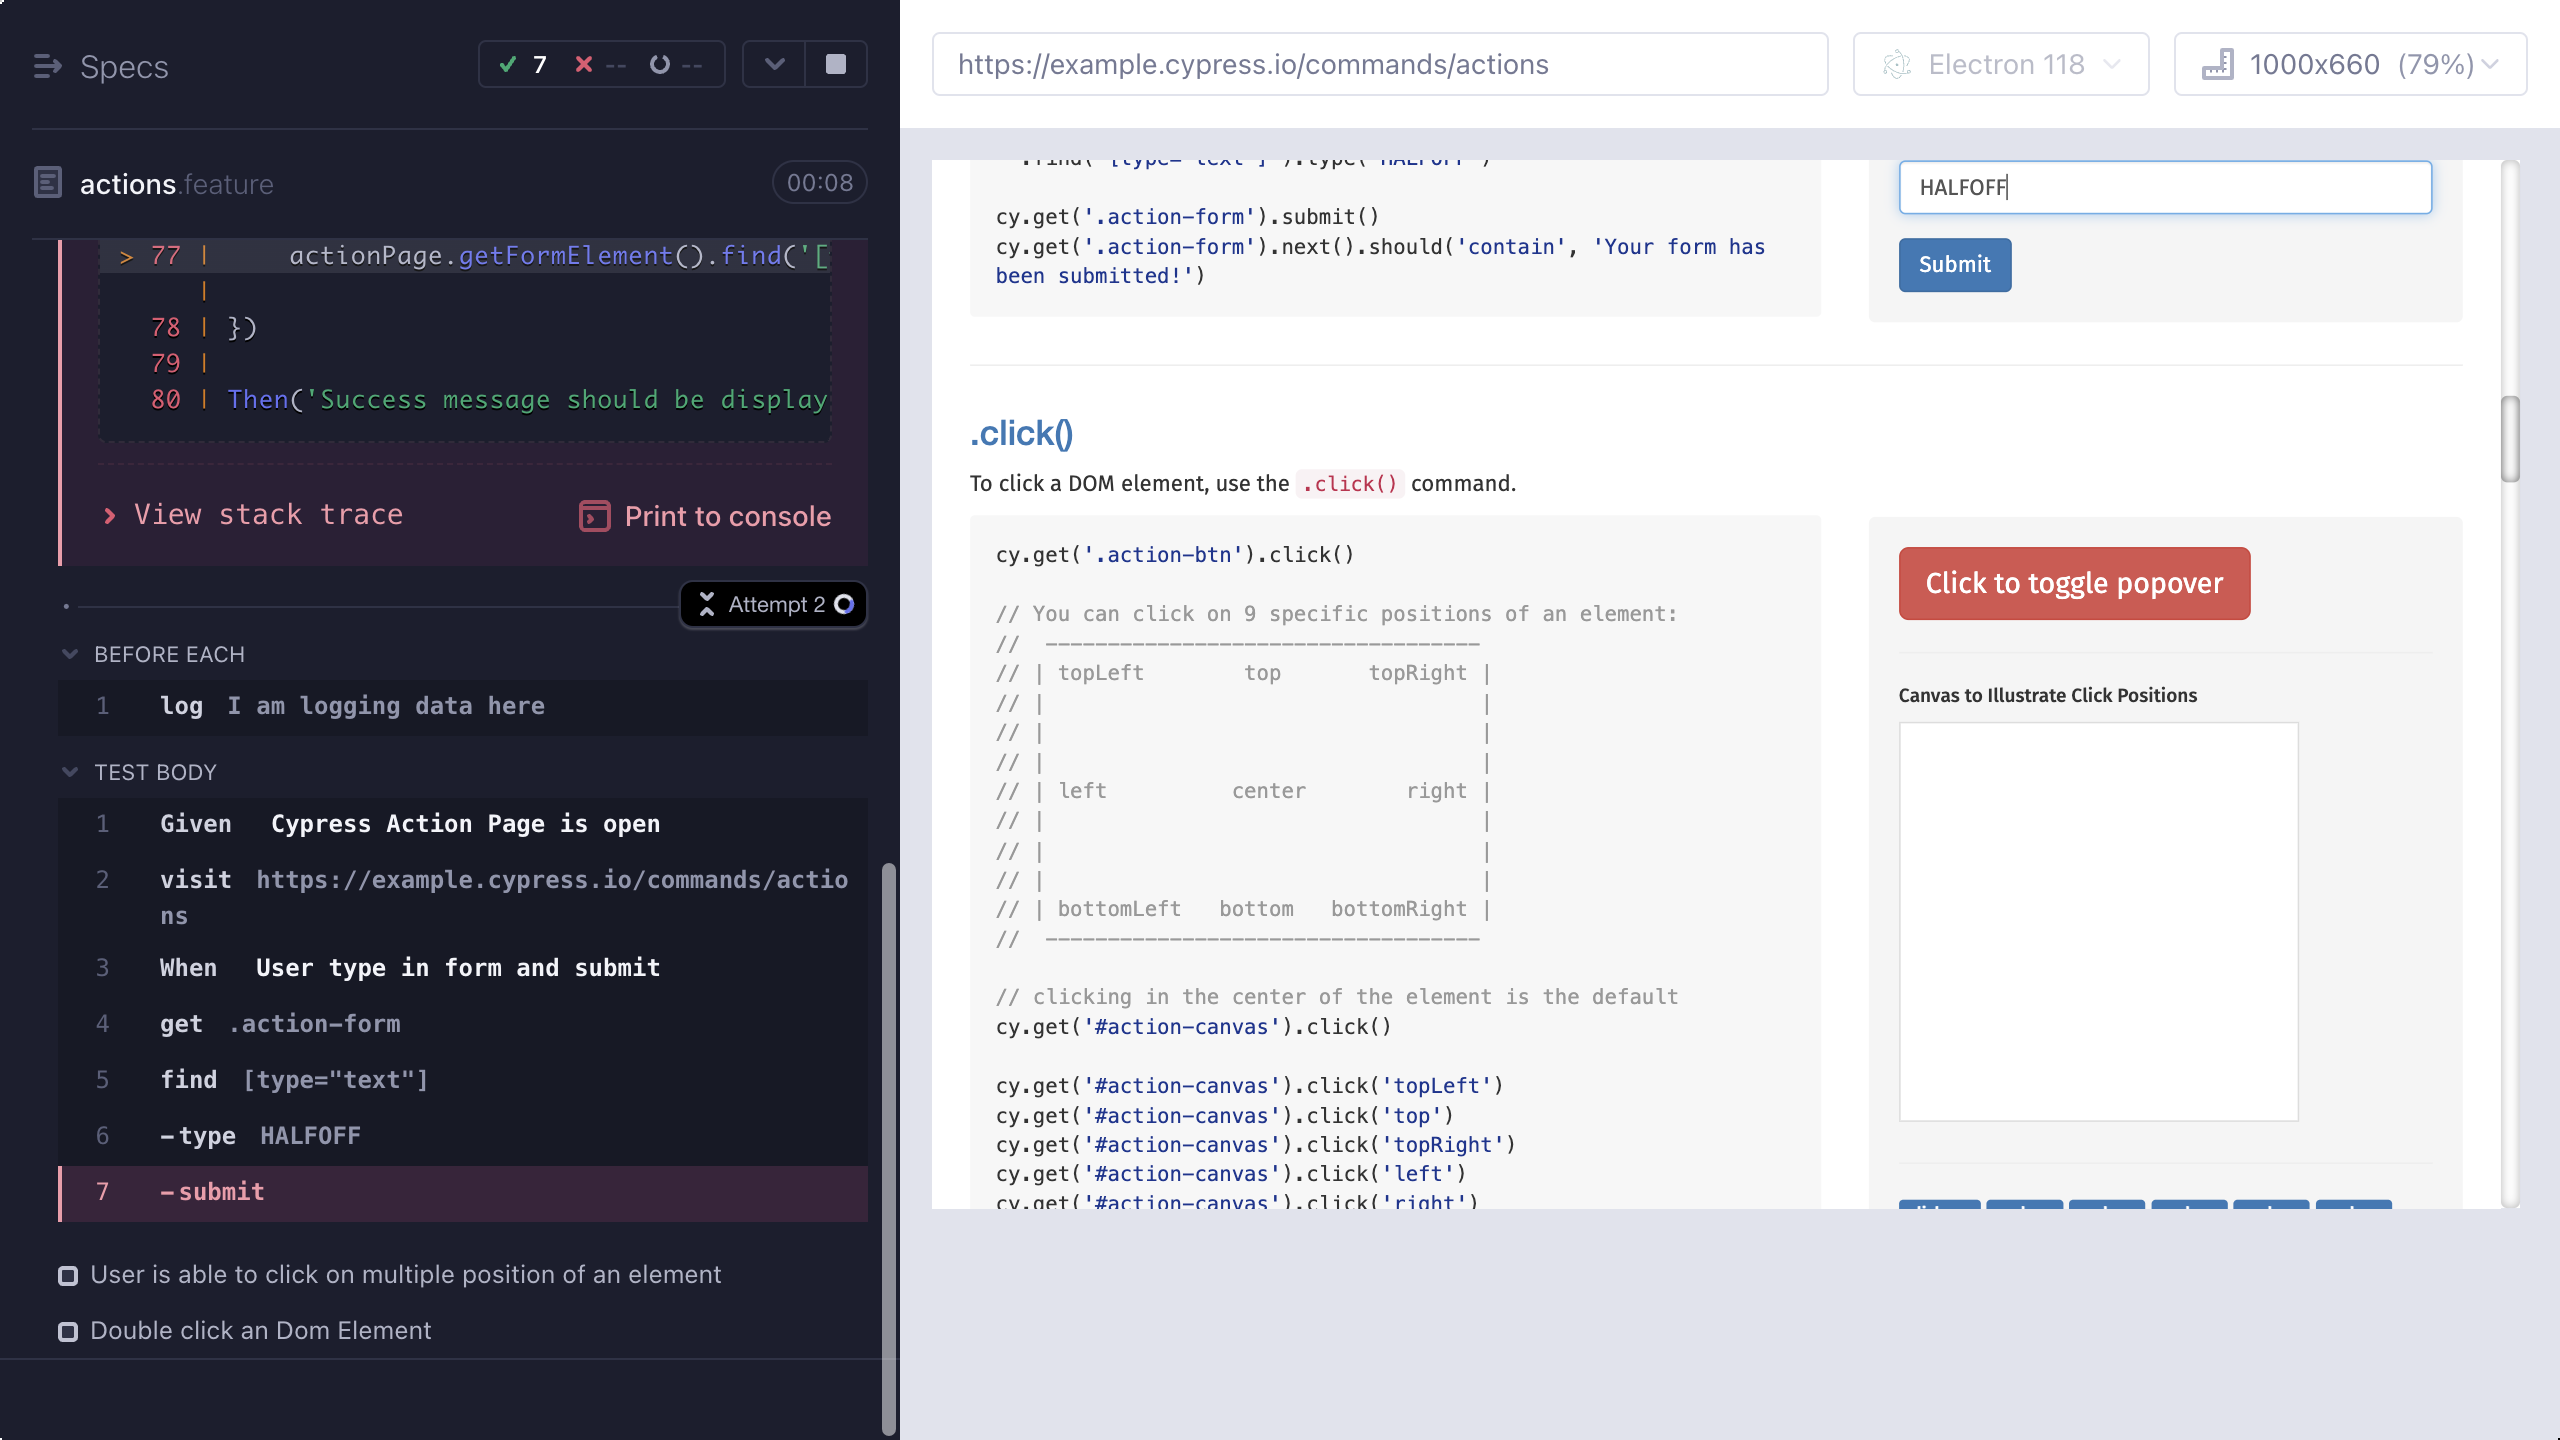 Specs
7
--
--
actions.feature
00:08
> 77 | actionPage.getFormElement().find('[
|
78 | })
79 |
80 | Then('Success message should be display
View stack trace
Print to console
Attempt 2
BEFORE EACH
1 log I am logging data here
TEST BODY
1 Given Cypress Action Page is open
2 visit https://example.cypress.io/commands/actio
ns
3 When User type in form and submit
4 get .action-form
5 find [type="text"]
6 -type HALFOFF
7 -submit
User is able to click on multiple position of an element
Double click an Dom Element
https://example.cypress.io/commands/actions
Electron 118
1000x660 (79%)
.find('[type="text"]').type('HALFOFF')
cy.get('.action-form').submit()
cy.get('.action-form').next().should('contain', 'Your form has
been submitted!')
HALFOFF
Submit
.click()
To click a DOM element, use the .click() command.
cy.get('.action-btn').click()
// You can click on 9 specific positions of an element:
// -----------------------------------
// | topLeft top topRight |
// | |
// | |
// | |
// | left center right |
// | |
// | |
// | |
// | bottomLeft bottom bottomRight |
// -----------------------------------
// clicking in the center of the element is the default
cy.get('#action-canvas').click()
cy.get('#action-canvas').click('topLeft')
cy.get('#action-canvas').click('top')
cy.get('#action-canvas').click('topRight')
cy.get('#action-canvas').click('left')
cy.get('#action-canvas').click('right')
Click to toggle popover
Canvas to Illustrate Click Positions